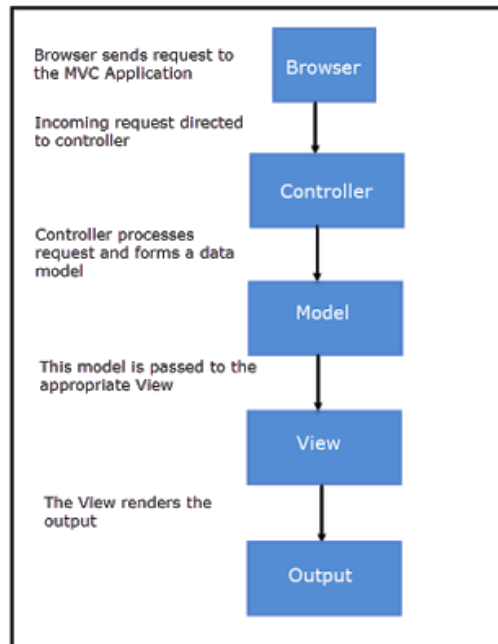 Browser sends request to
the MVC Application
Browser
Incoming request directed
to controller
Controller
Controller processes
request and forms a data
model
Model
This model is passed to the
appropriate View
View
The View renders the
output
Output